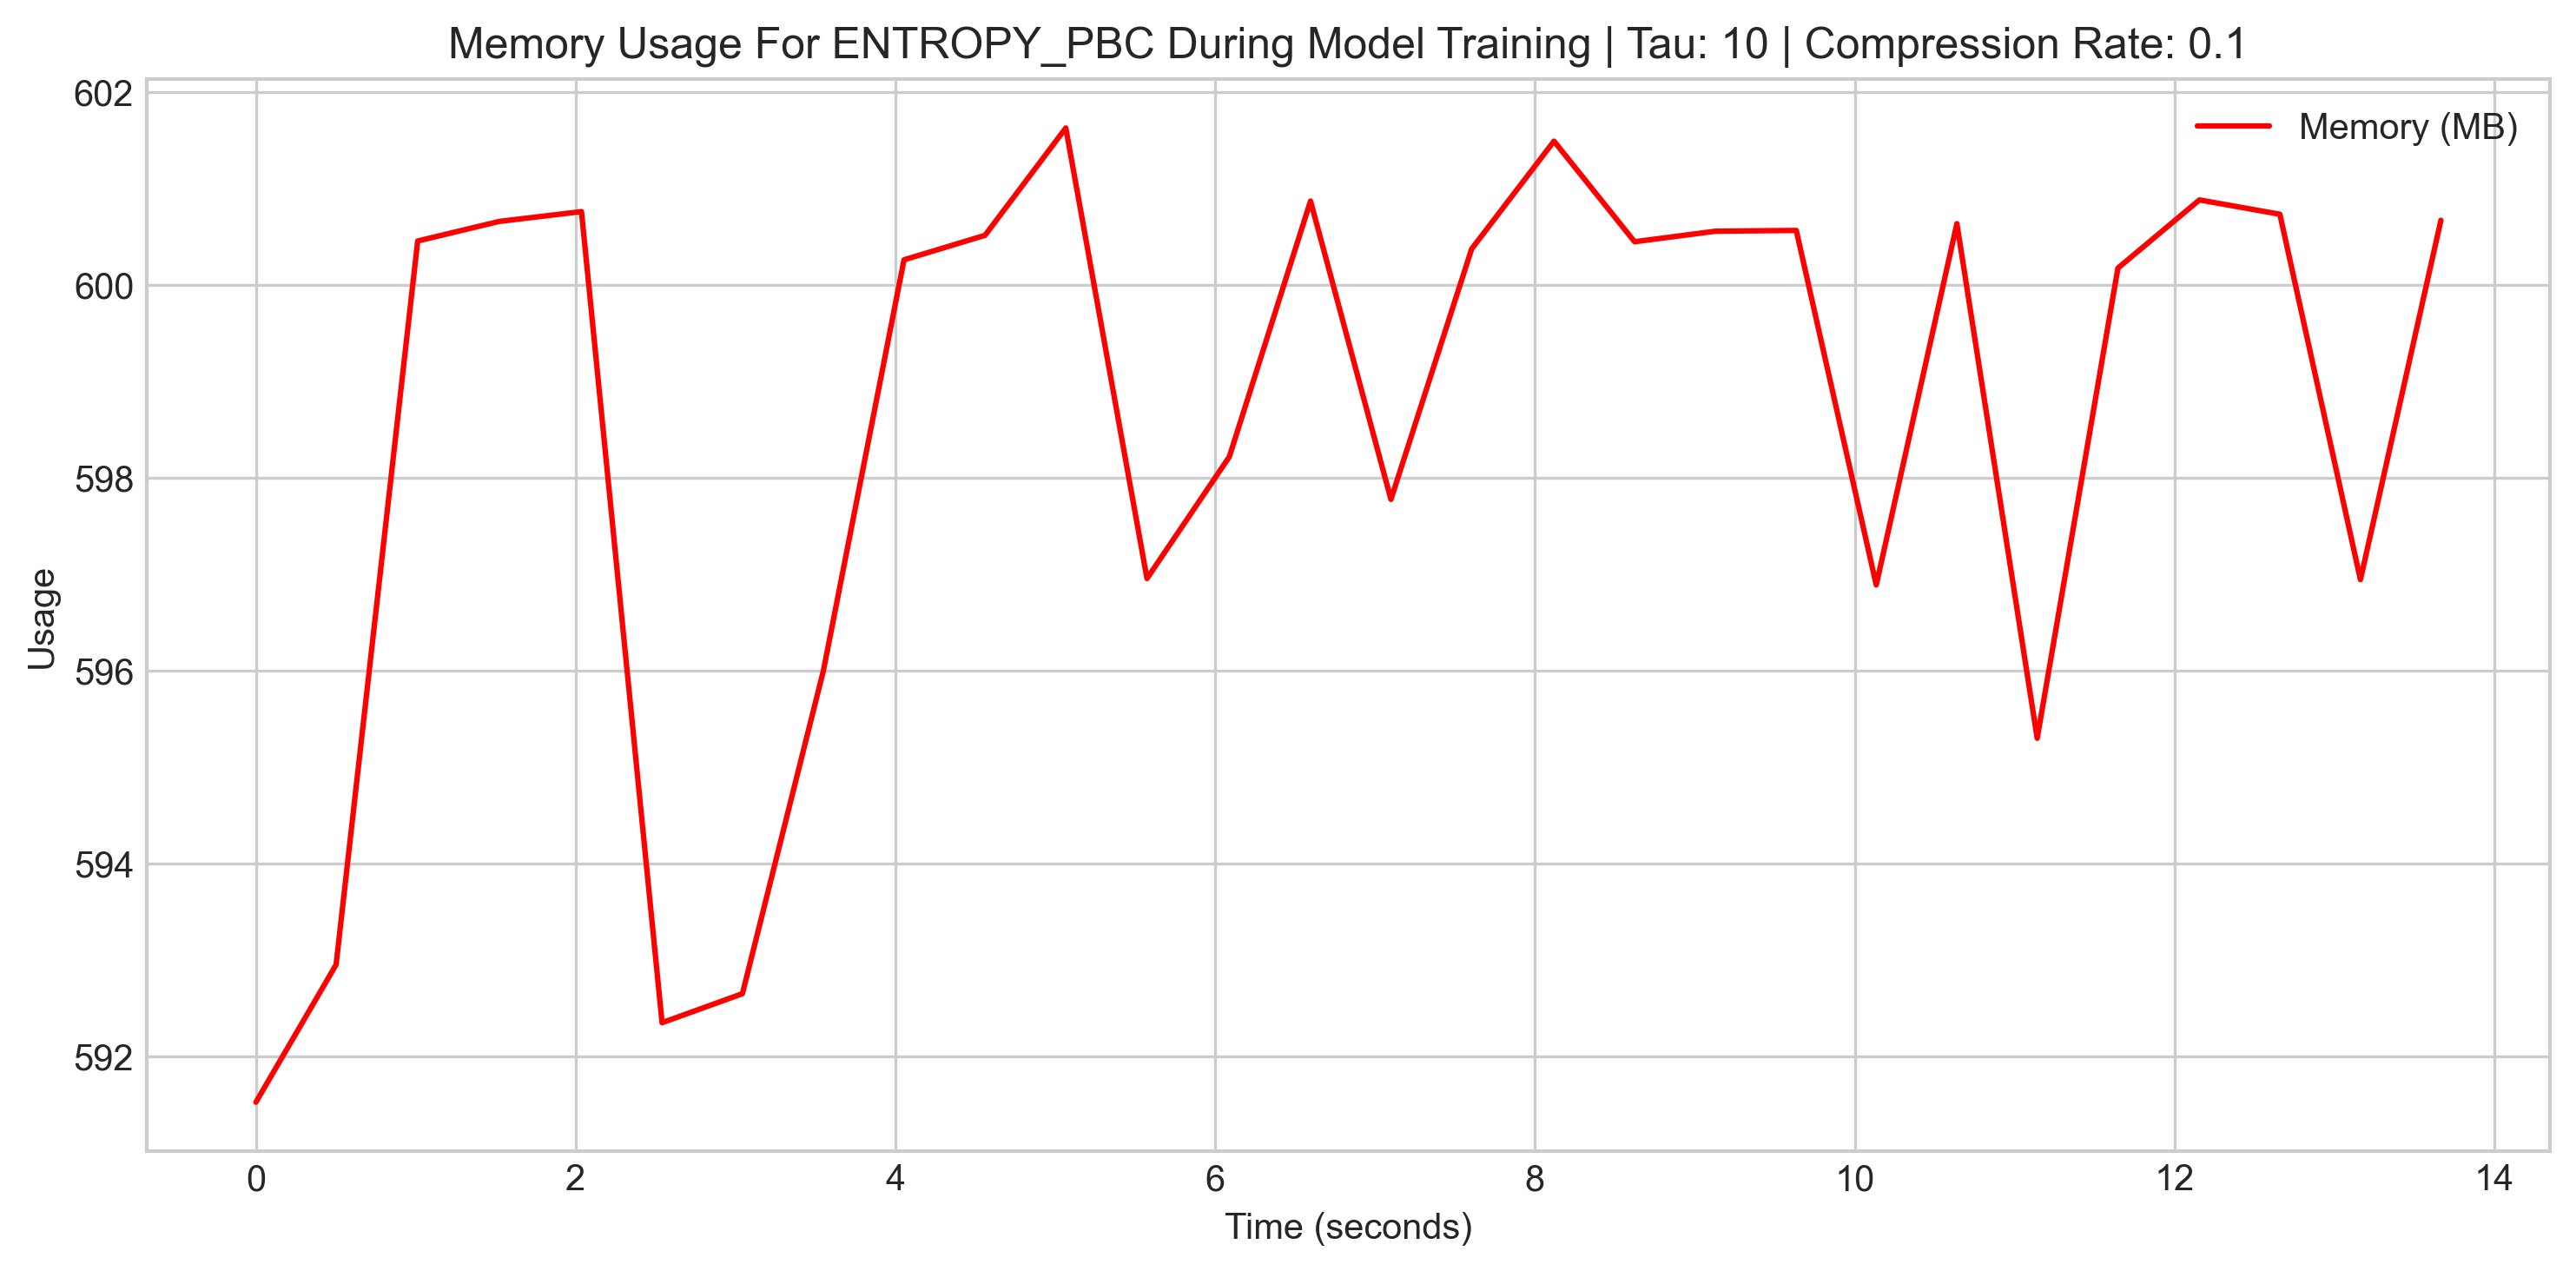 Memory Usage For ENTROPY_PBC During Model Training | Tau: 10 | Compression Rate: 0.1
Memory (MB)
602
600
598
596
594
592
Usage
0 2 4 6 8 10 12 14
Time (seconds)